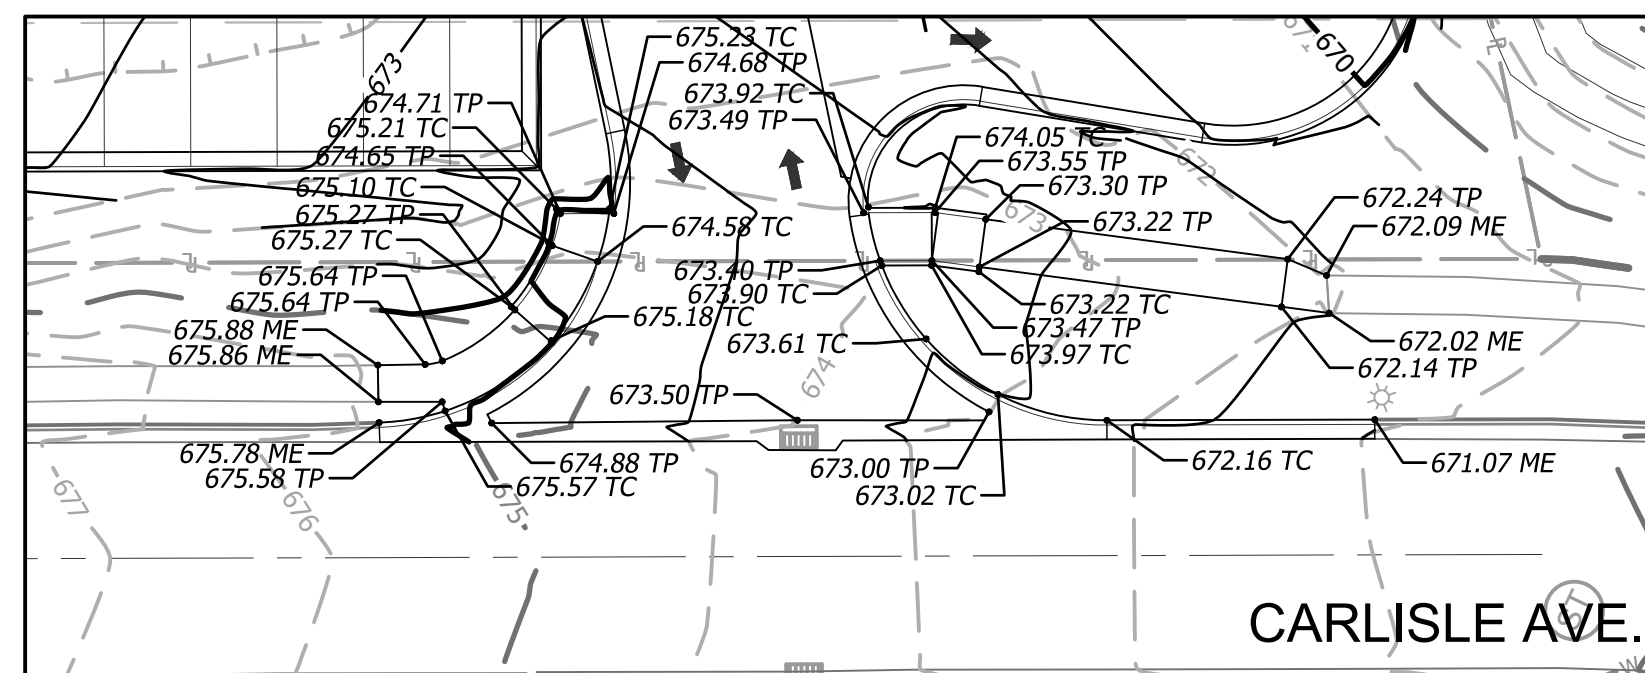 675.23 TC
674.68 TP
673
670
671
673.92 TC
673.49 TP
674.71 TP
675.21 TC
674.65 TP
675.10 TC
675.27 TP
675.27 TC
675.64 TP
675.64 TP
675.88 ME
675.86 ME
674.05 TC
673.55 TP
673.30 TP
672
673
673.22 TP
672.24 TP
672.09 ME
674.58 TC
673.40 TP
673.90 TC
675.18 TC
673.61 TC
673.22 TC
673.47 TP
673.97 TC
672.02 ME
672.14 TP
674
673.50 TP
675.78 ME
675.58 TP
674.88 TP
675.57 TC
673.00 TP
673.02 TC
672.16 TC
671.07 ME
677
676
675
CARLISLE AVE.
ST
W